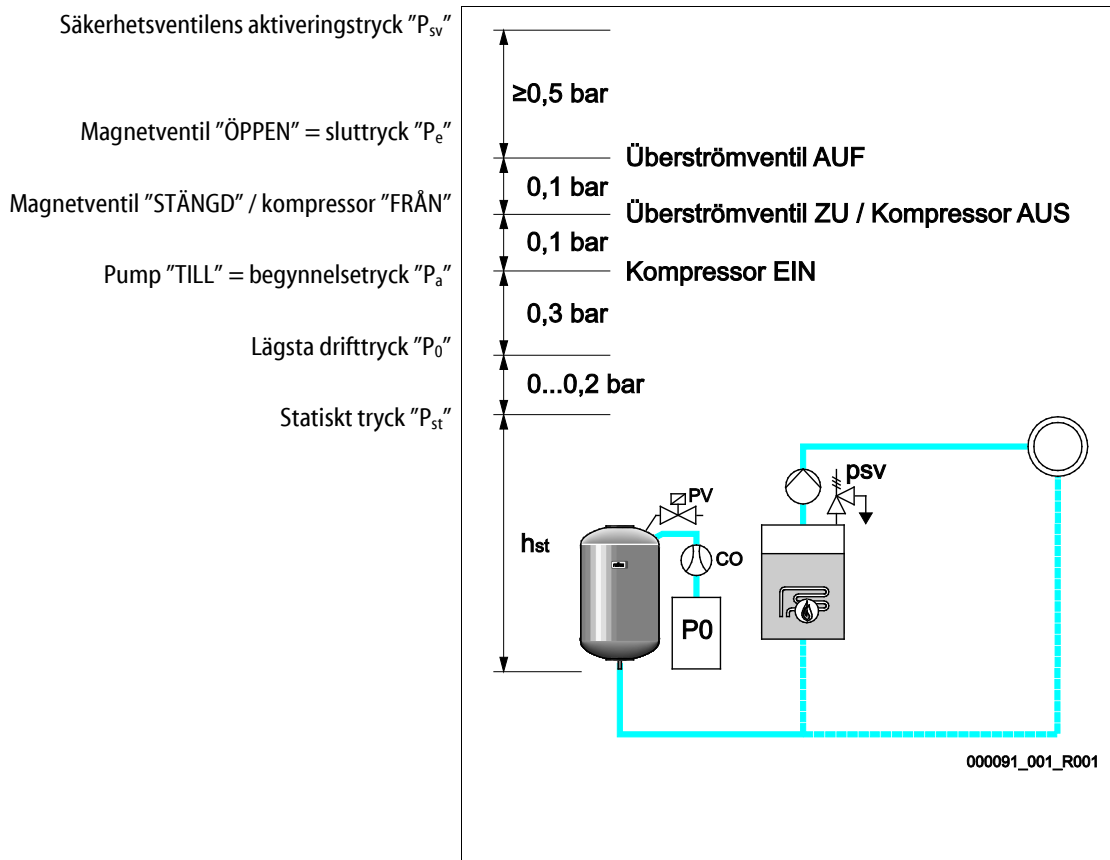 Säkerhetsventilens aktiveringstryck ”Psv”
≥0,5 bar
Magnetventil ”ÖPPEN” = sluttryck ”Pe”
Überströmventil AUF
0,1 bar
Magnetventil ”STÄNGD” / kompressor ”FRÅN”
Überströmventil ZU / Kompressor AUS
0,1 bar
Pump ”TILL” = begynnelsetryck ”Pa”
Kompressor EIN
0,3 bar
Lägsta drifttryck ”P0”
0...0,2 bar
Statiskt tryck ”Pst”
psv
PV
hst
CO
P0
000091_001_R001